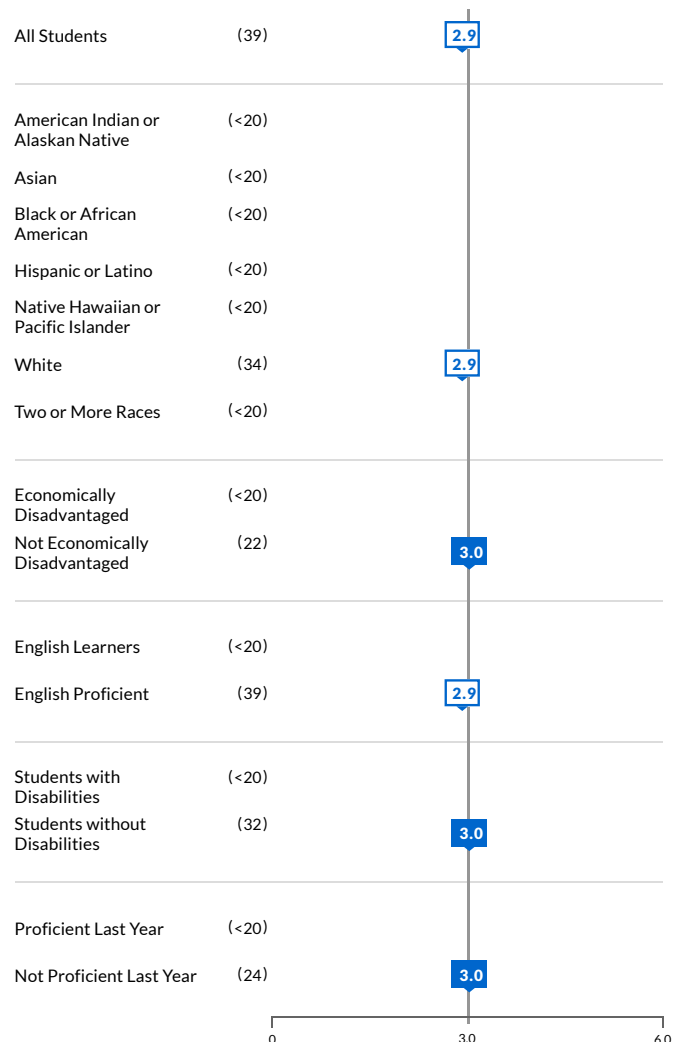 All Students (39) 2.9
American Indian or (<20)
Alaskan Native
Asian (<20)
Black or African (<20)
American
Hispanic or Latino (<20)
Native Hawaiian or (<20)
Pacific Islander
White (34) 2.9
Two or More Races (<20)
Economically (<20)
Disadvantaged
Not Economically (22) 3.0
Disadvantaged
English Learners (<20)
English Proficient (39) 2.9
Students with (<20)
Disabilities
Students without (32) 3.0
Disabilities
Proficient Last Year (<20)
Not Proficient Last Year (24) 3.0
0 3.0 6.0